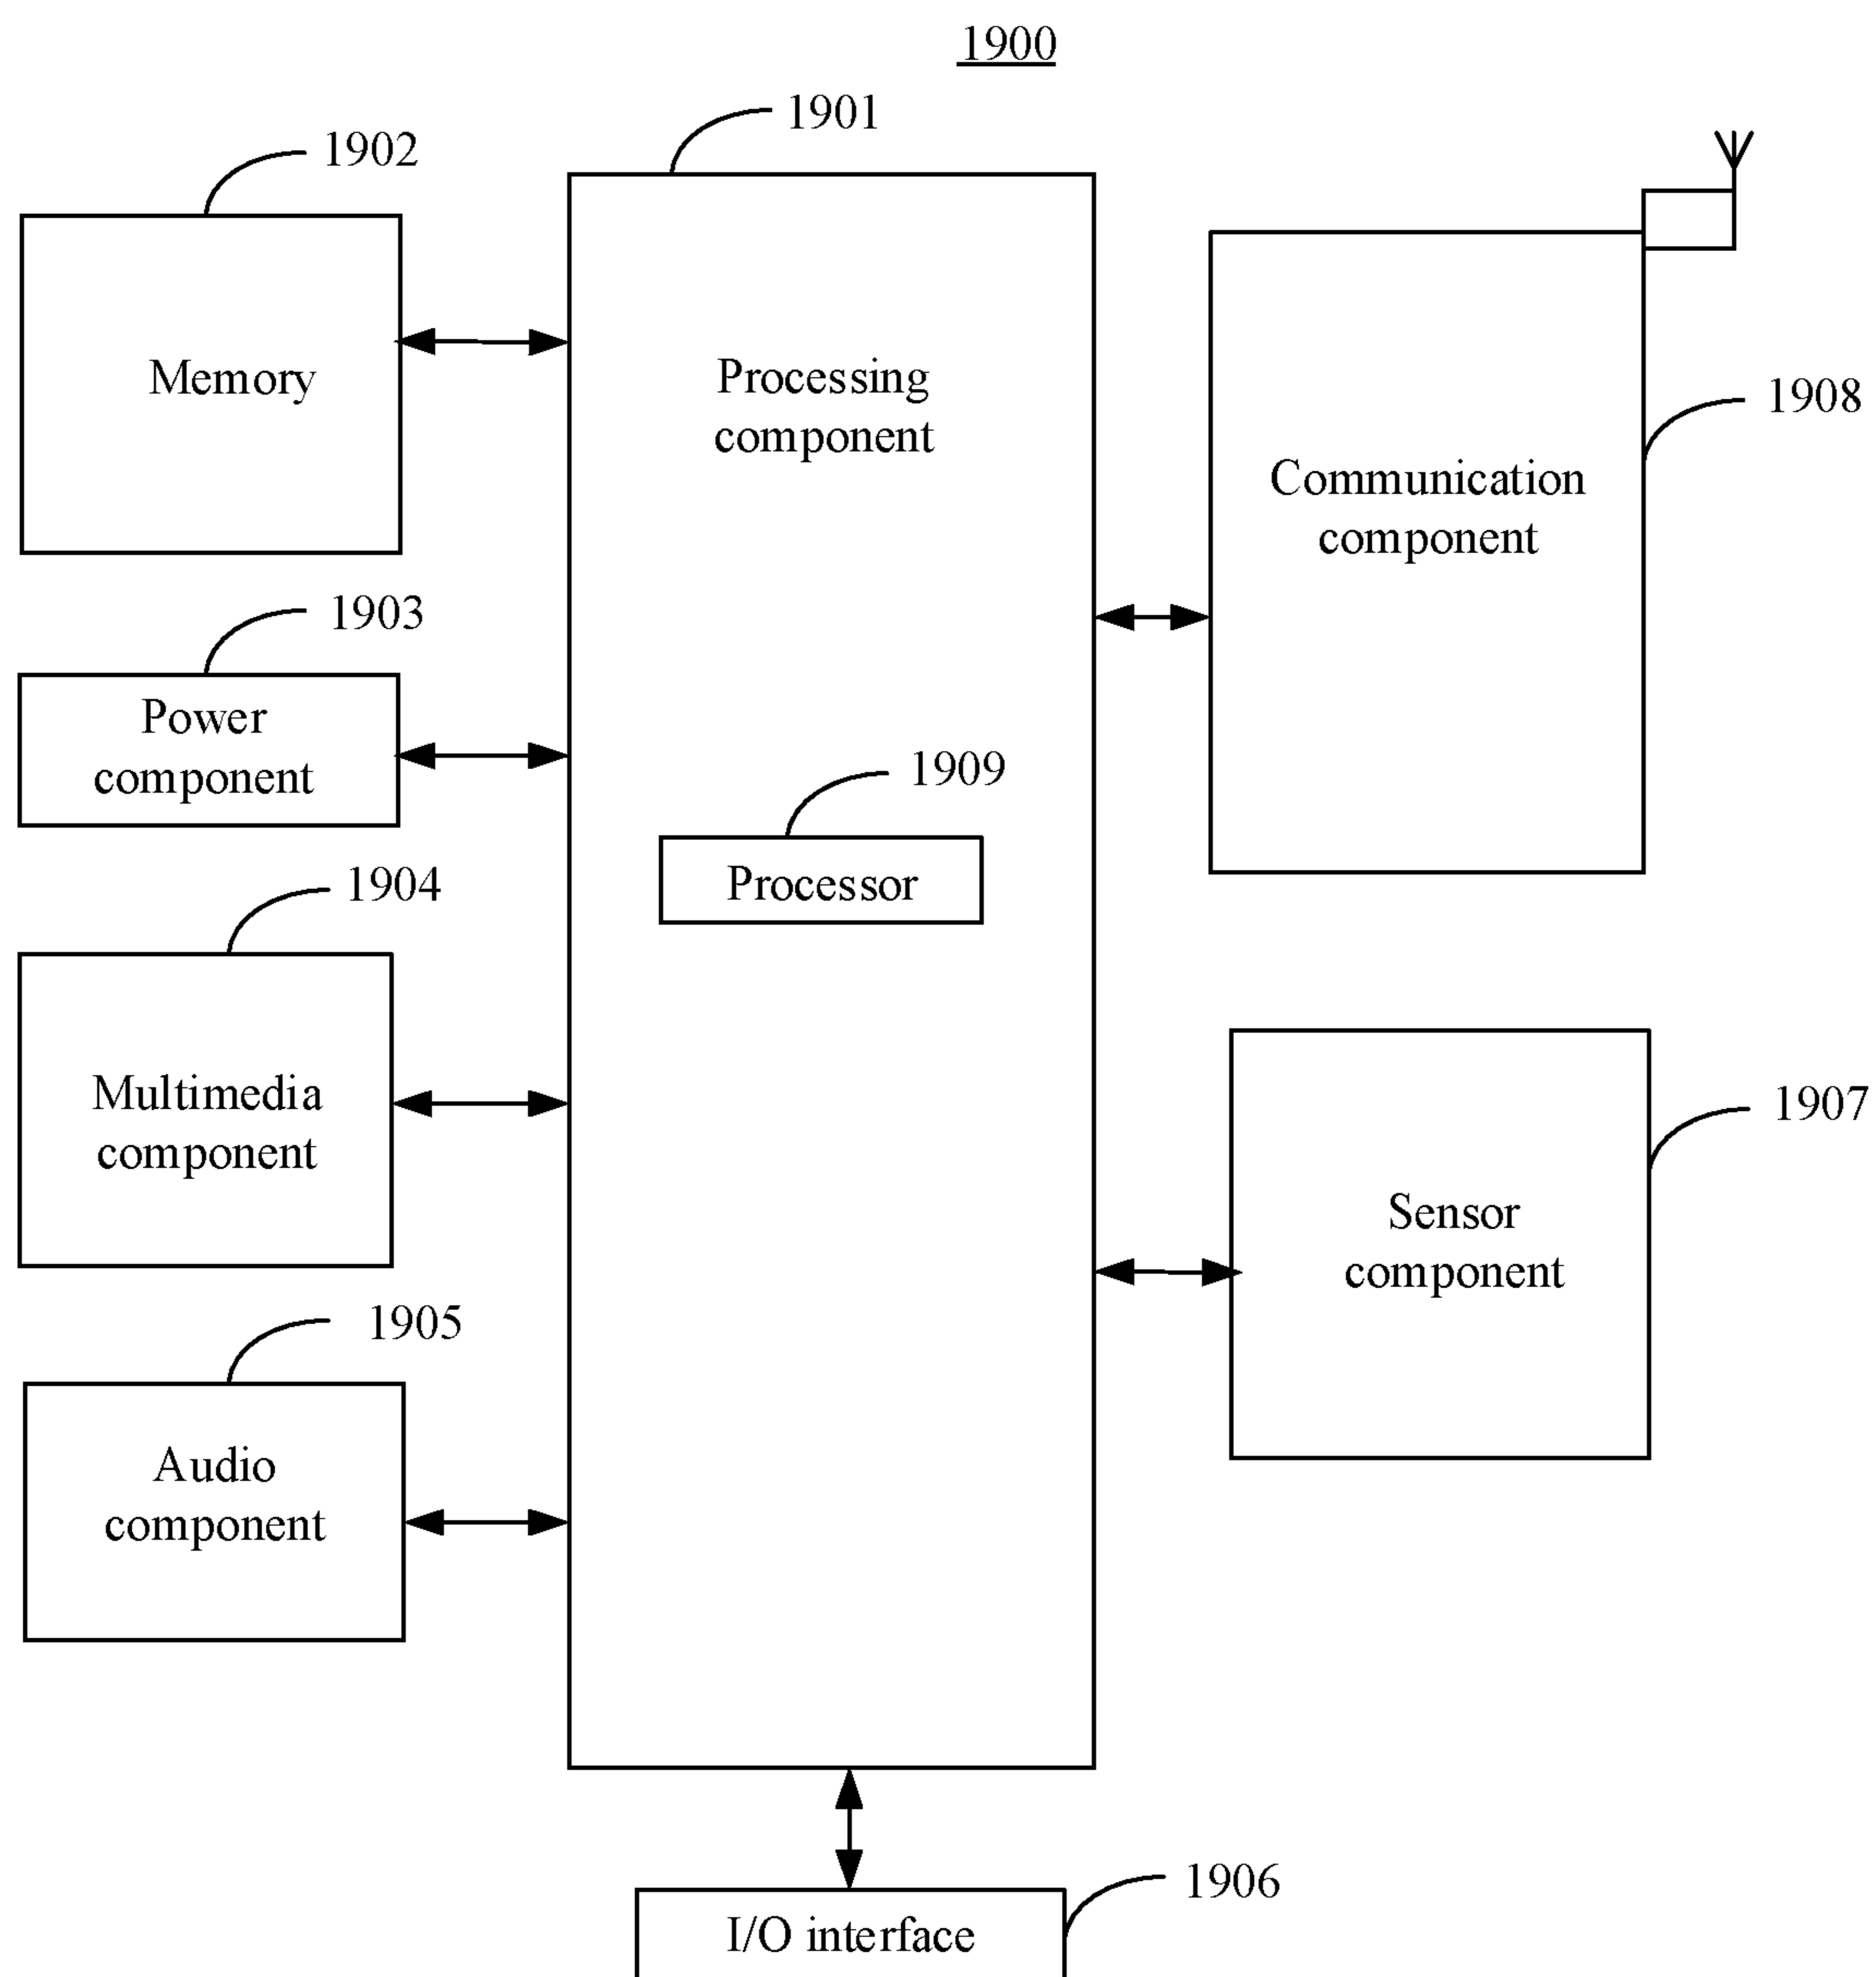 1900
1901
1902
Memory
Processing
component
1908
Communication
component
1903
Power
component
1909
Processor
1904
Multimedia
component
1907
Sensor
component
1905
Audio
component
1906
I/O interface